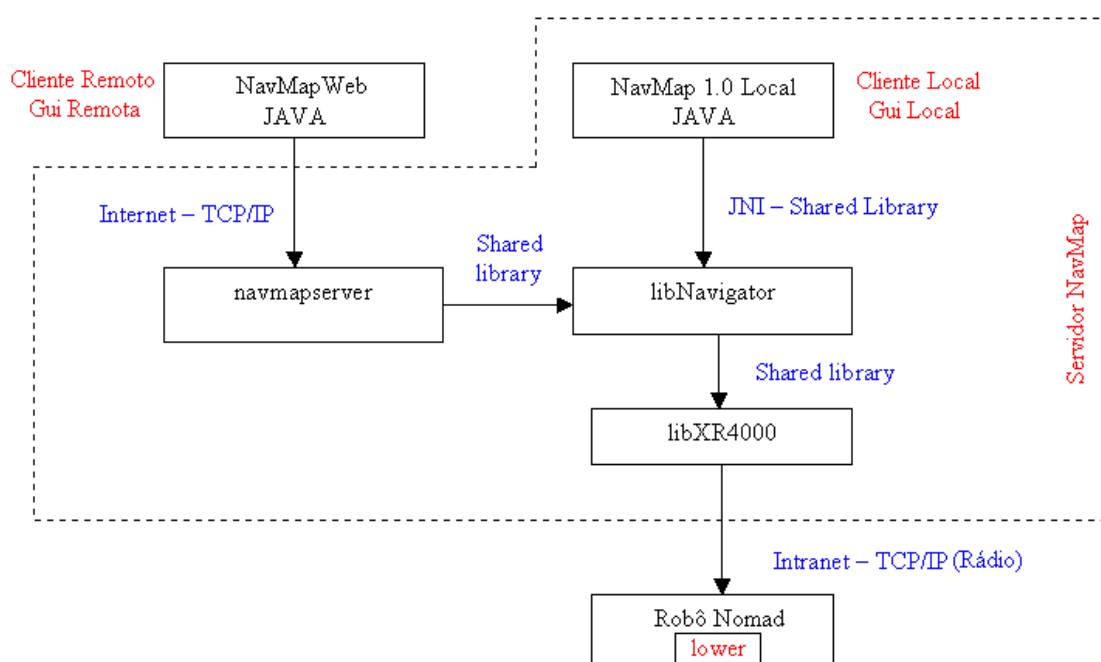 Cliente Remoto
Gui Remota
NavMapWeb
JAVA
NavMap 1.0 Local
JAVA
Cliente Local
Gui Local
Internet – TCP/IP
JNI – Shared Library
Shared
library
navmapserver
libNavigator
Servidor NavMap
Shared library
libXR4000
Intranet – TCP/IP (Rádio)
Robô Nomad
lower